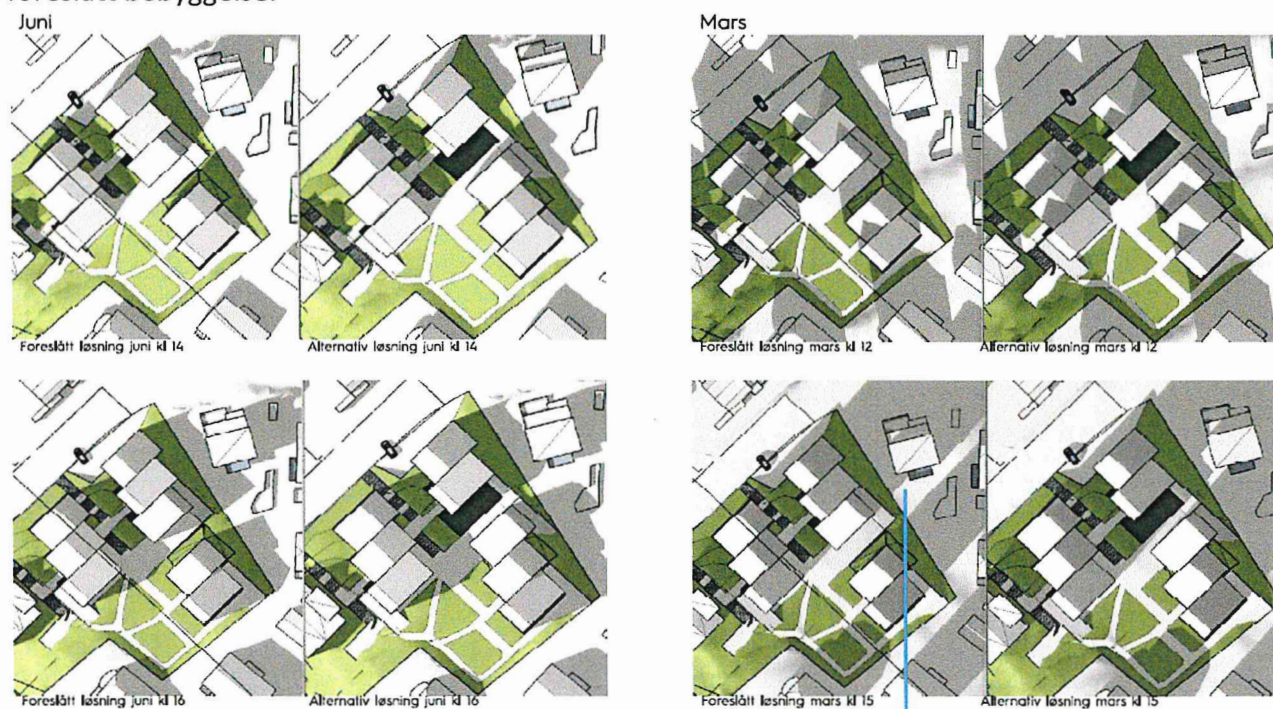 foreslått bebyggelse.
Juni
Mars
Foreslått løsning juni kl 14
Alternativ løsning juni kl 14
Foreslått løsning mars kl 12
Alternativ løsning mars kl 12
Foreslått løsning juni kl 16
Alternativ løsning juni kl 16
Foreslått løsning mars kl 15
Alternativ løsning mars kl 15